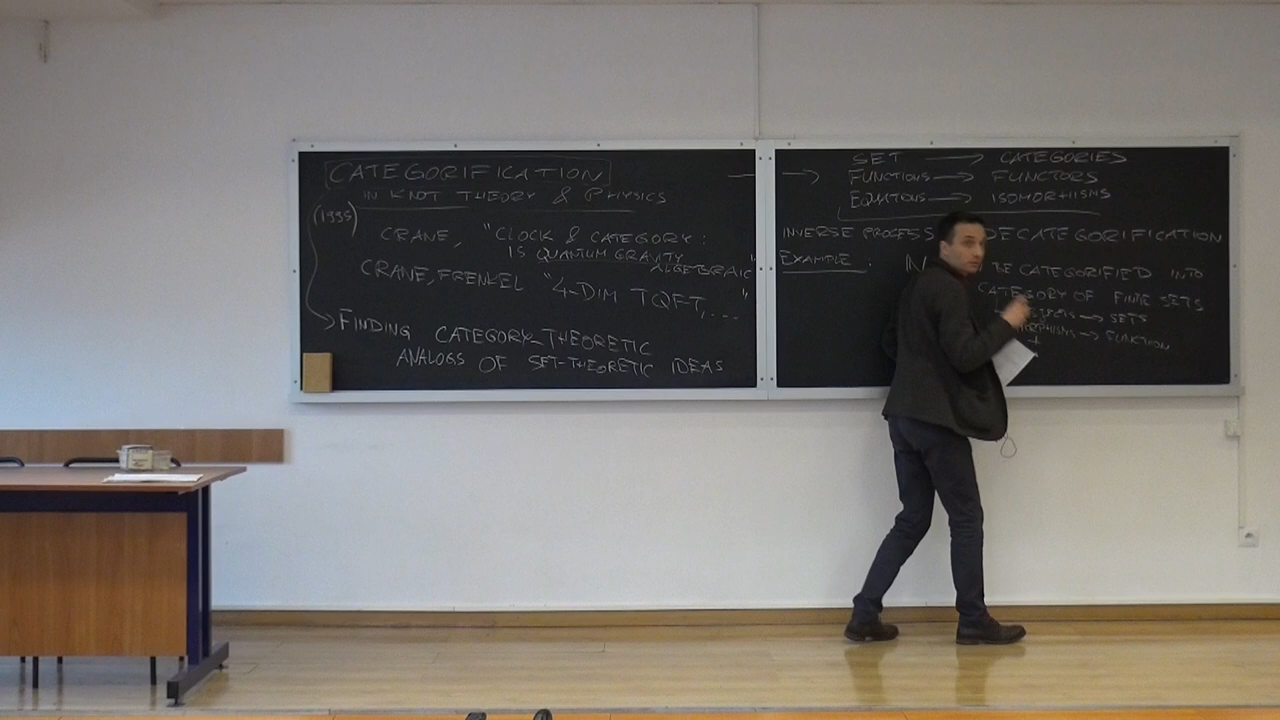 CATEGORIFICATION
IN KNOT THEORY & PHYSICS
(1995)
CRANE, "CLOCK & CATEGORY:
IS QUANTUM GRAVITY
ALGEBRAIC"
CRANE, FRENKEL "4-DIM TQFT, ..."
FINDING CATEGORY-THEORETIC
ANALOGS OF SET-THEORETIC IDEAS
SET → CATEGORIES
FUNCTIONS → FUNCTORS
EQUATIONS → ISOMORHISMS
INVERSE PROCESS DECATEGORIFICATION
EXAMPLE: BE CATEGORIFIED INTO
CATEGORY OF FINITE SETS
→ SETS
→ FUNCTION
+